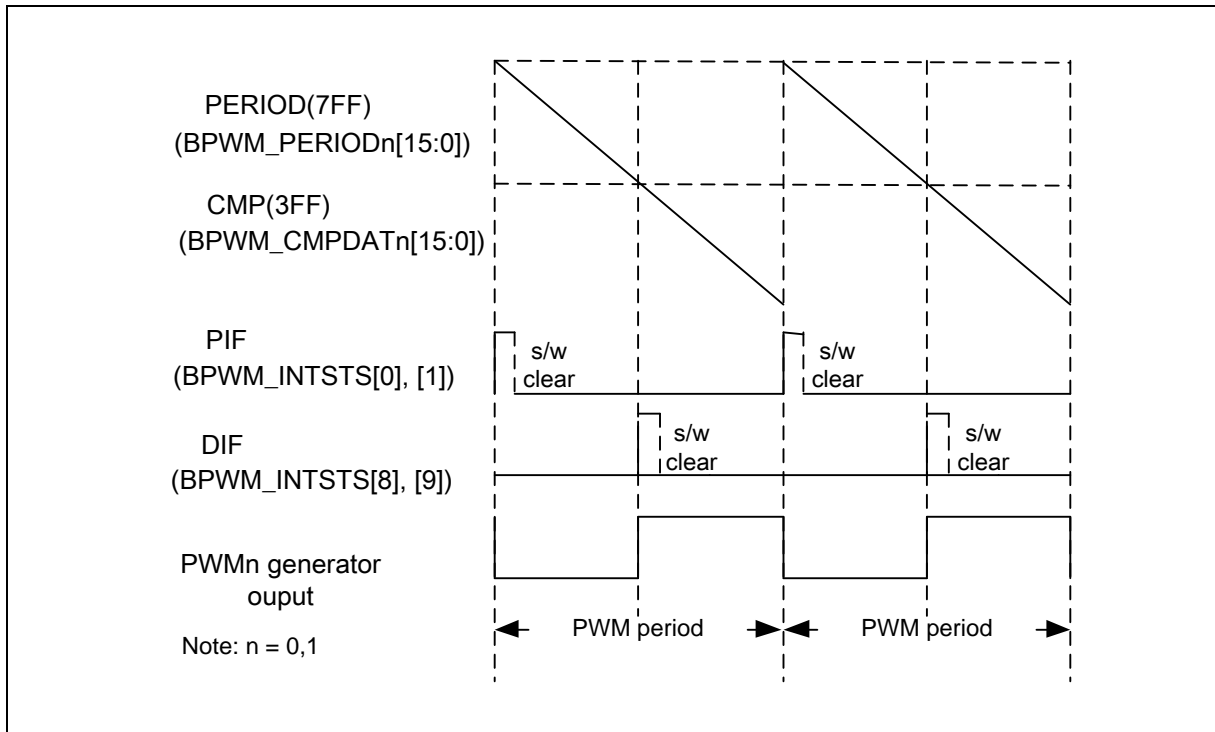 PERIOD(7FF)
(BPWM_PERIODn[15:0])
CMP(3FF)
(BPWM_CMPDATn[15:0])
PIF
(BPWM_INTSTS[0], [1])
s/w
clear
s/w
clear
DIF
(BPWM_INTSTS[8], [9])
s/w
clear
s/w
clear
PWMn generator
ouput
PWM period
PWM period
Note: n = 0,1